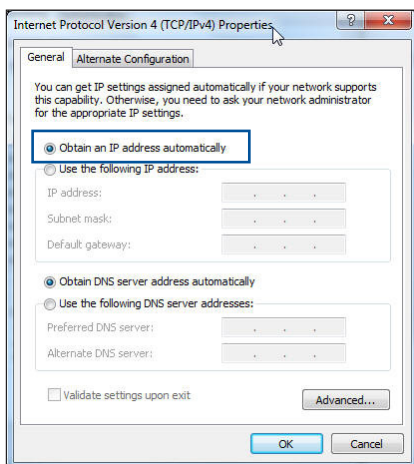 Internet Protocol Version 4 (TCP/IPv4) Properties
General
Alternate Configuration
You can get IP settings assigned automatically if your network supports
this capability. Otherwise, you need to ask your network administrator
for the appropriate IP settings.
Obtain an IP address automatically
Use the following IP address:
IP address:
Subnet mask:
Default gateway:
Obtain DNS server address automatically
Use the following DNS server addresses:
Preferred DNS server:
Alternate DNS server:
Validate settings upon exit
Advanced...
OK
Cancel